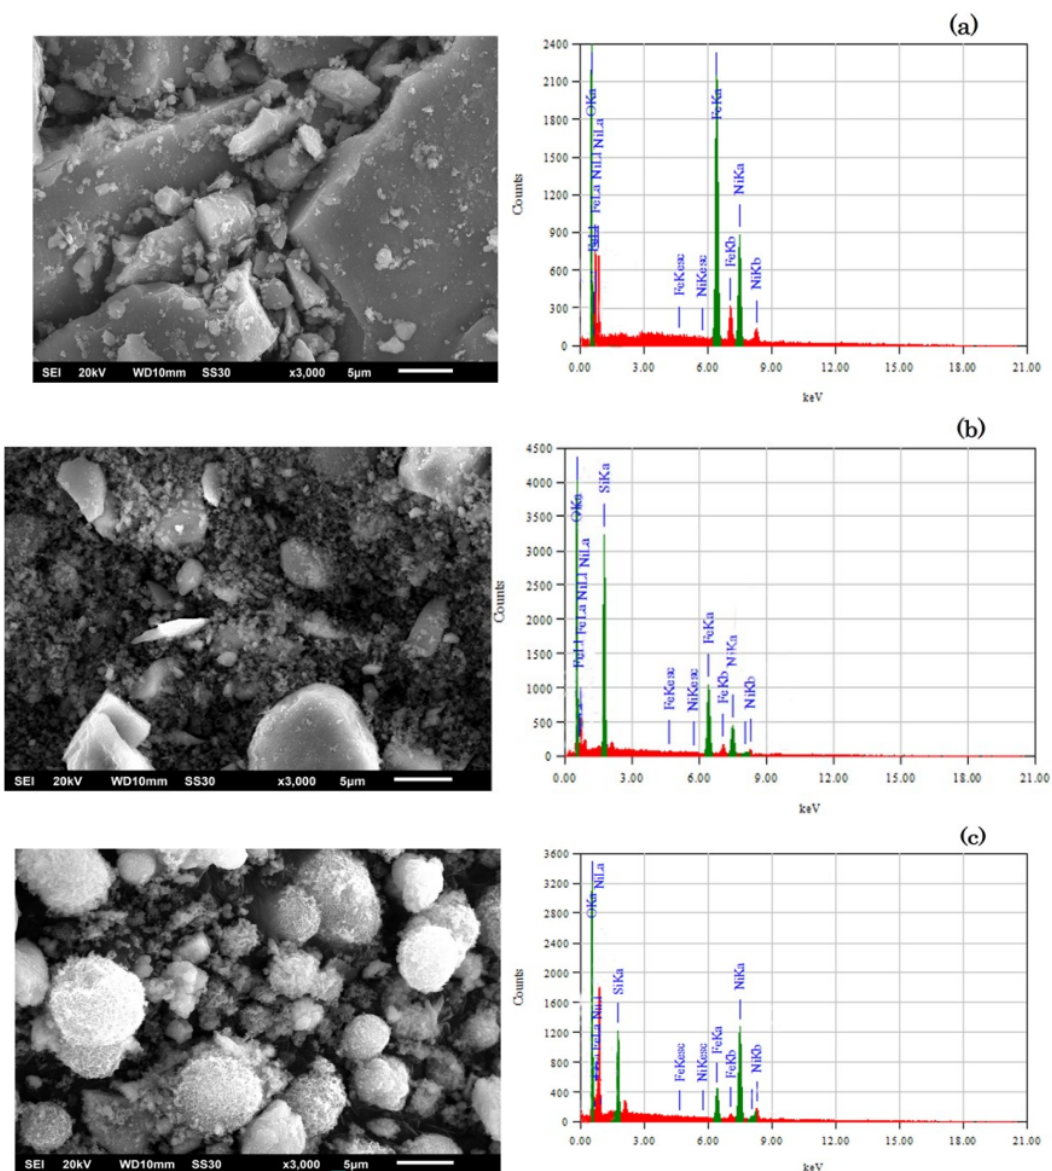 (a)
2400
2100
1800
1500
1200
900
600
300
0
Counts
OKa
FeLl FeLa NiLl NiLa
FeKesc
NiKesc
FeKa
FeKb
NiKa
NiKb
0.00 3.00 6.00 9.00 12.00 15.00 18.00 21.00
keV
SEI 20kV WD10mm SS30 x3,000 5µm
(b)
4500
4000
3500
3000
2500
2000
1500
1000
500
0
Counts
OKa
FeLl FeLa NiLl NiLa
SiKa
FeKesc
NiKesc
FeKa
FeKb
NiKa
NiKb
0.00 3.00 6.00 9.00 12.00 15.00 18.00 21.00
keV
SEI 20kV WD10mm SS30 x3,000 5µm
(c)
3600
3200
2800
2400
2000
1600
1200
800
400
0
Counts
OKa
NiLa
FeLa
SiKa
FeKesc
NiKesc
FeKa
FeKb
NiKa
NiKb
0.00 3.00 6.00 9.00 12.00 15.00 18.00 21.00
keV
SEI 20kV WD10mm SS30 x3,000 5µm